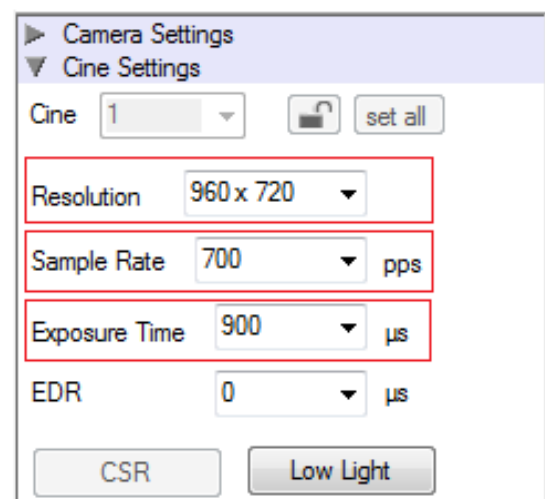 Camera Settings
Cine Settings
Cine 1 set all
Resolution 960 x 720
Sample Rate 700 pps
Exposure Time 900 µs
EDR 0 µs
CSR Low Light